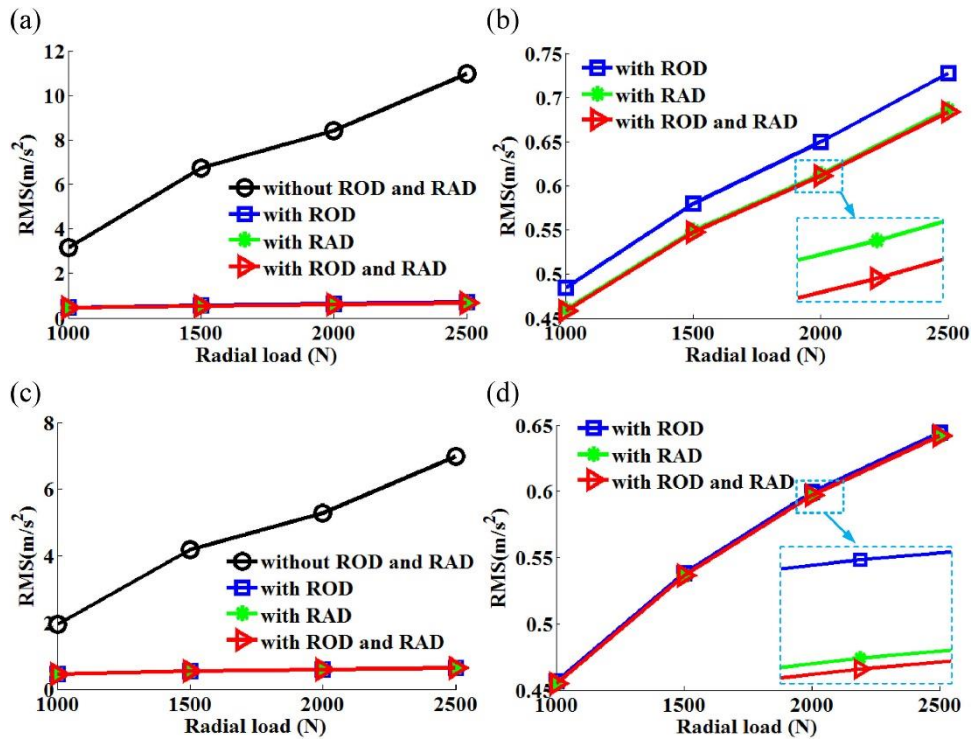 (a)
12
10
8
6
4
2
0
RMS(m/s²)
without ROD and RAD
with ROD
with RAD
with ROD and RAD
1000 1500 2000 2500
Radial load (N)
(b)
0.75
0.7
0.65
0.6
0.55
0.5
0.45
RMS(m/s²)
with ROD
with RAD
with ROD and RAD
1000 1500 2000 2500
Radial load (N)
(c)
8
6
4
2
0
RMS(m/s²)
without ROD and RAD
with ROD
with RAD
with ROD and RAD
1000 1500 2000 2500
Radial load (N)
(d)
0.65
0.6
0.55
0.5
0.45
RMS(m/s²)
with ROD
with RAD
with ROD and RAD
1000 1500 2000 2500
Radial load (N)